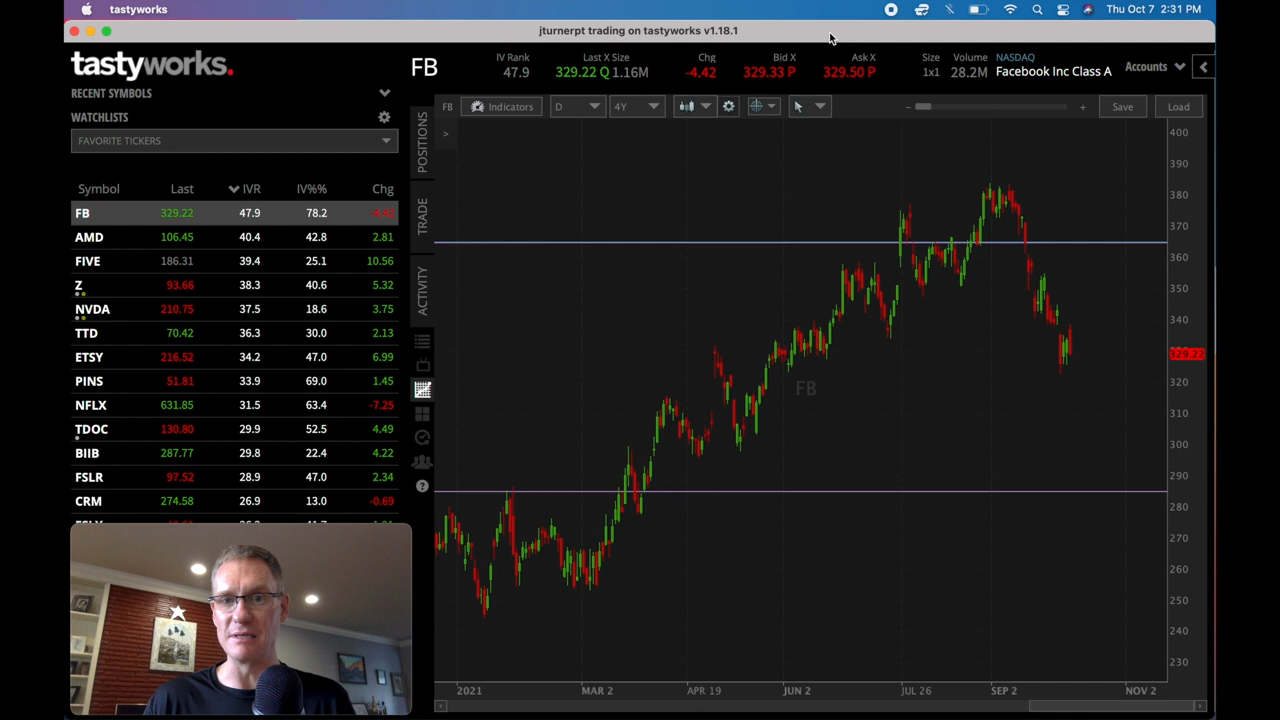 tastyworks
Thu Oct 7 2:31 PM
jturnerpt trading on tastyworks v1.18.1
tastyworks.
FB
IV Rank
47.9
Last X Size
329.22 Q 1.16M
Chg
-4.42
Bid X
329.33 P
Ask X
329.50 P
Size
1x1
Volume
28.2M
NASDAQ
Facebook Inc Class A
Accounts
RECENT SYMBOLS
WATCHLISTS
FAVORITE TICKERS
FB
Indicators
D
4Y
- +
Save
Load
Symbol Last IVR IV%% Chg
FB 329.22 47.9 78.2 -4.42
AMD 106.45 40.4 42.8 2.81
FIVE 186.31 39.4 25.1 10.56
Z 93.66 38.3 40.6 5.32
NVDA 210.75 37.5 18.6 3.75
TTD 70.42 36.3 30.0 2.13
ETSY 216.52 34.2 47.0 6.99
PINS 51.81 33.9 69.0 1.45
NFLX 631.85 31.5 63.4 -7.25
TDOC 130.80 29.9 52.5 4.49
BIIB 287.77 29.8 22.4 4.22
FSLR 97.52 28.9 47.0 2.34
CRM 274.58 26.9 13.0 -0.69
POSITIONS
TRADE
ACTIVITY
FB
400
390
380
370
360
350
340
329.22
320
310
300
290
280
270
260
250
240
230
2021 MAR 2 APR 19 JUN 2 JUL 26 SEP 2 NOV 2